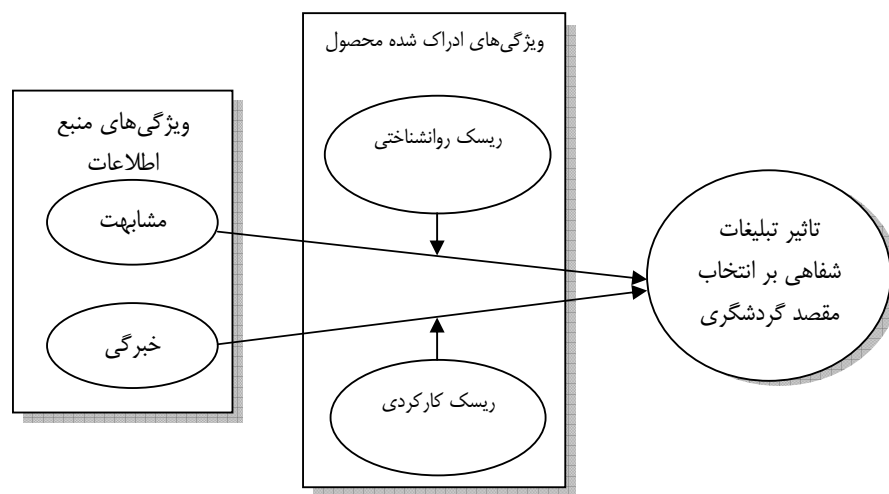 ویژگی‌های ادراک شده محصول
ویژگی‌های منبع
اطلاعات
ریسک روانشناختی
مشابهت
تاثیر تبلیغات
شفاهی بر انتخاب
مقصد گردشگری
خبرگی
ریسک کارکردی